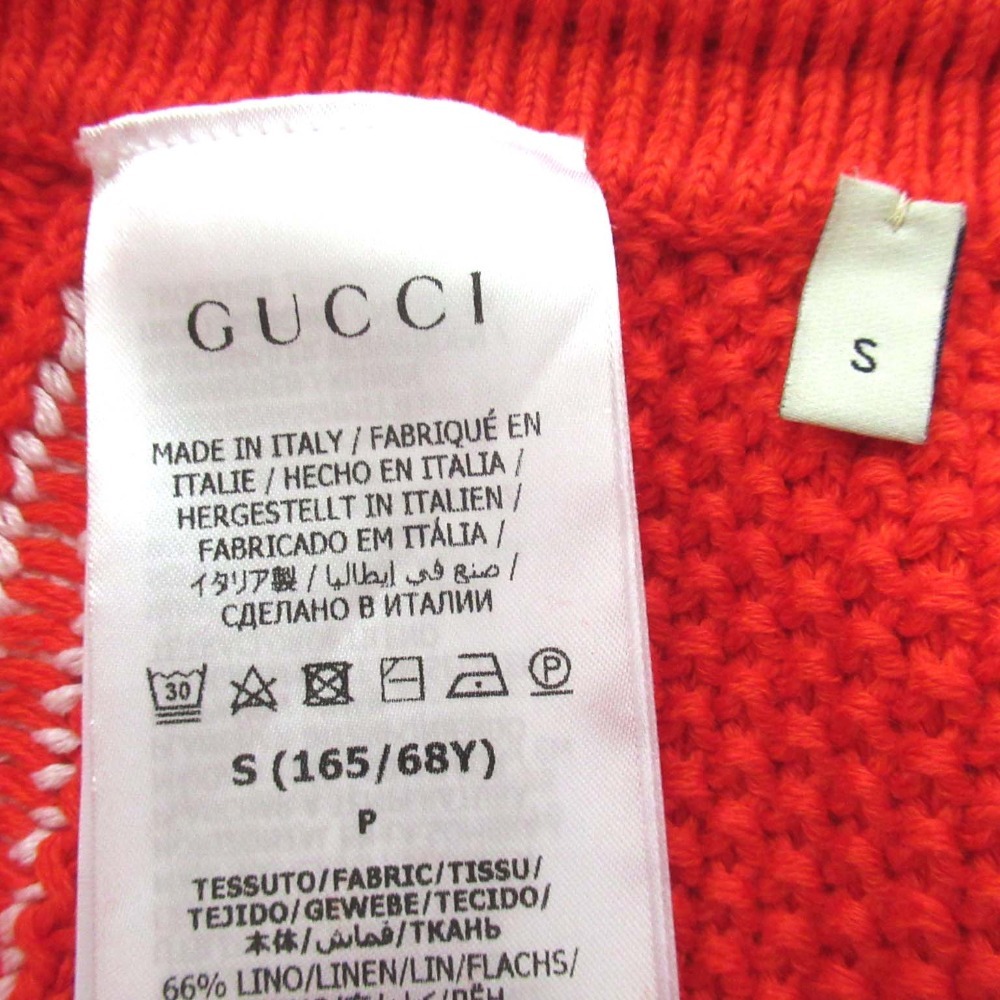 GUCCI
MADE IN ITALY / FABRIQUÉ EN
ITALIE / HECHO EN ITALIA /
HERGESTELLT IN ITALIEN /
FABRICADO EM ITÁLIA /
イタリア製 / صنع في إيطاليا /
СДЕЛАНО В ИТАЛИИ
30
P
S (165/68Y)
P
TESSUTO/FABRIC/TISSU/
TEJIDO/GEWEBE/TECIDO/
本体/قماش/ТКАНЬ
66% LINO/LINEN/LIN/FLACHS/
S